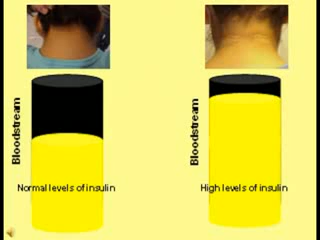 Bloodstream
Bloodstream
Normal levels of insulin
High levels of insulin